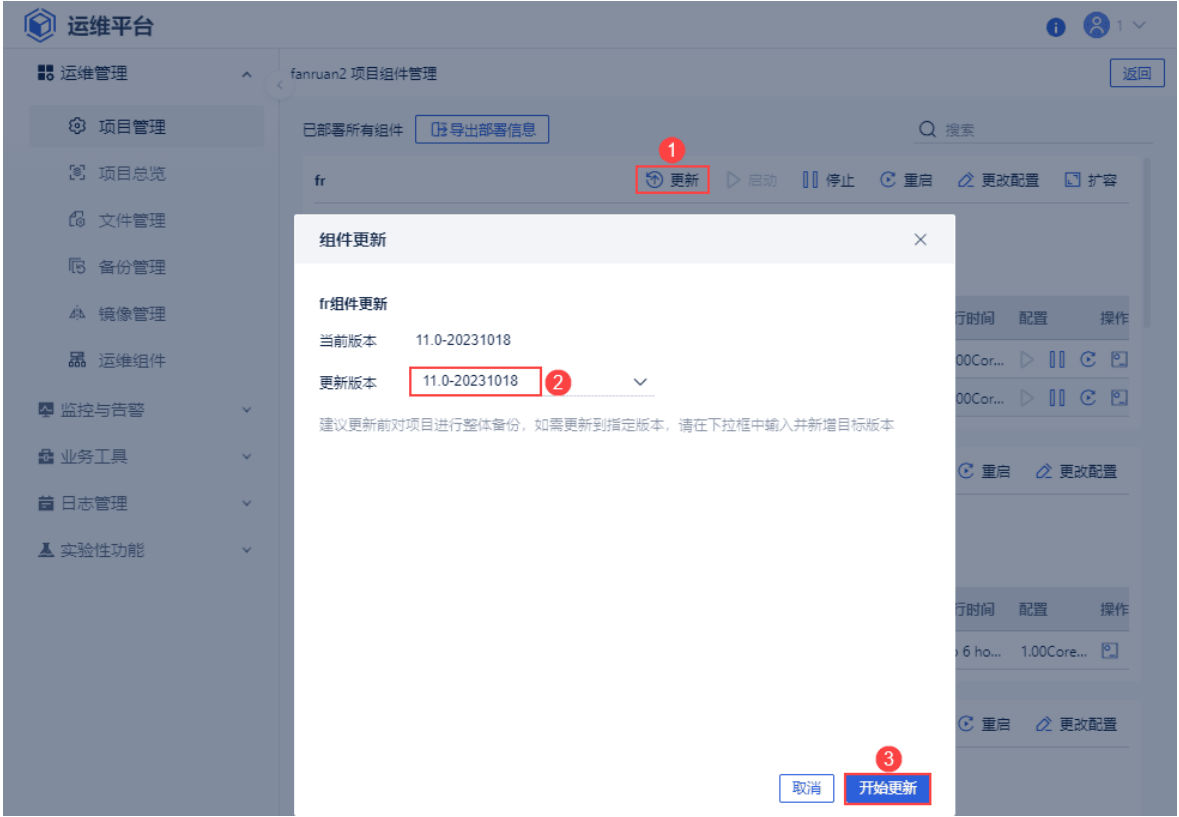 运维平台
1
运维管理
fanruan2 项目组件管理
返回
项目管理
已部署所有组件 导出部署信息 搜索
1
项目总览
fr 更新 启动 停止 重启 更改配置 扩容
文件管理
组件更新
备份管理
fr组件更新
镜像管理
行时间 配置 操作
当前版本 11.0-20231018
运维组件
00Cor...
更新版本 11.0-20231018 2
00Cor...
监控与告警
建议更新前对项目进行整体备份，如需更新到指定版本，请在下拉框中输入并新增目标版本
业务工具
重启 更改配置
日志管理
实验性功能
行时间 配置 操作
6 ho... 1.00Core...
重启 更改配置
3
取消 开始更新